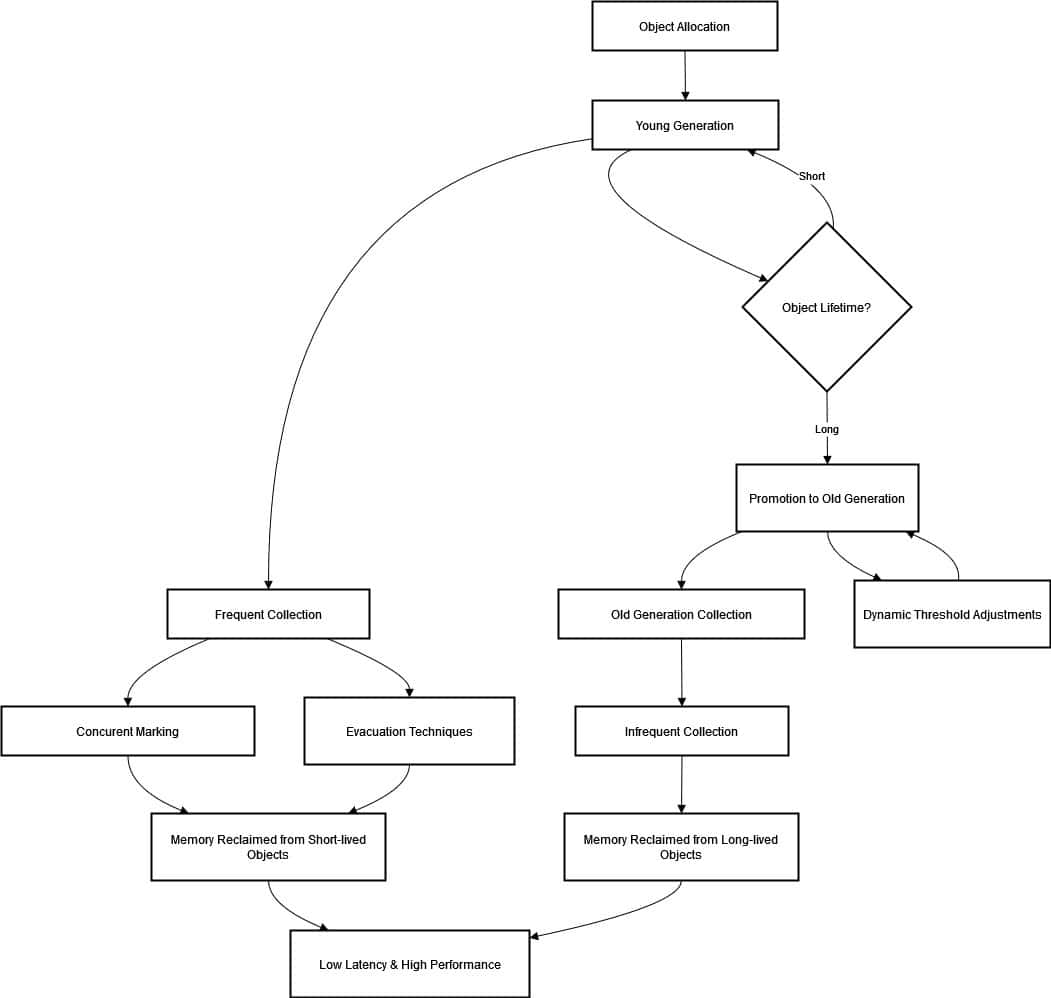 Object Allocation
Young Generation
Short
Object Lifetime?
Long
Promotion to Old Generation
Frequent Collection
Old Generation Collection
Dynamic Threshold Adjustments
Concurent Marking
Evacuation Techniques
Infrequent Collection
Memory Reclaimed from Short-lived
Objects
Memory Reclaimed from Long-lived
Objects
Low Latency & High Performance